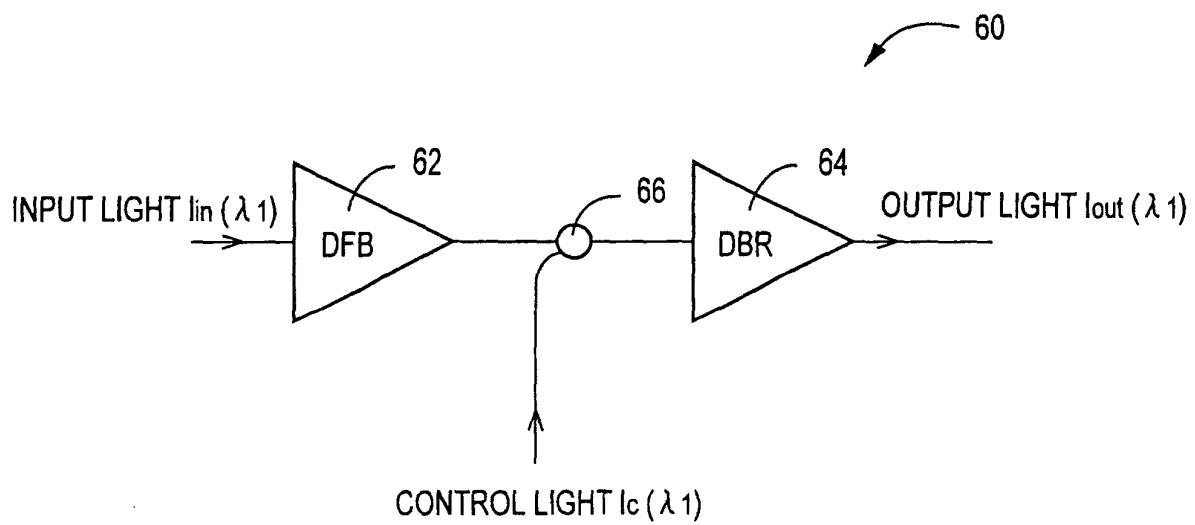 60
62
66
64
INPUT LIGHT Iin (λ1)
OUTPUT LIGHT Iout (λ1)
DFB
DBR
CONTROL LIGHT Ic (λ1)